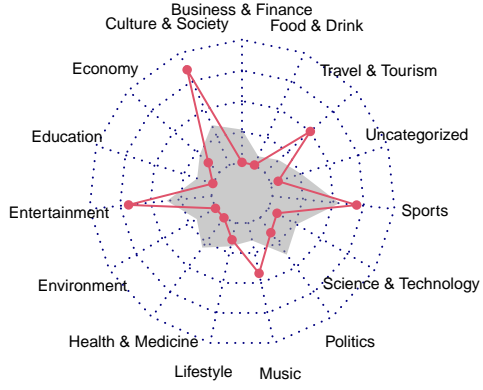 Business & Finance
Culture & Society
Food & Drink
Economy
Travel & Tourism
Education
Uncategorized
Entertainment
Sports
Environment
Science & Technology
Health & Medicine
Politics
Lifestyle
Music